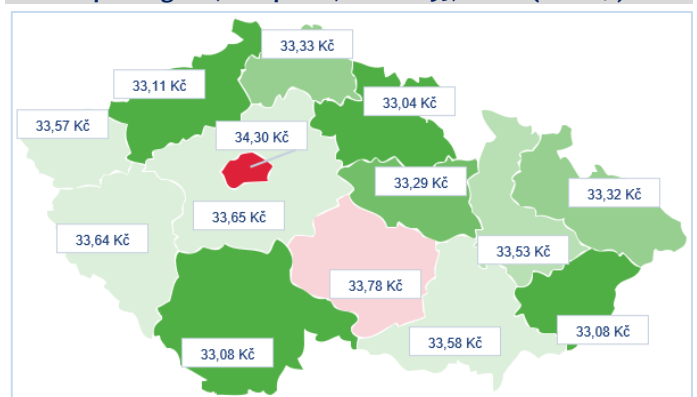 33,33 Kč
33,11 Kč
33,04 Kč
33,57 Kč
34,30 Kč
33,29 Kč
33,32 Kč
33,65 Kč
33,64 Kč
33,53 Kč
33,78 Kč
33,08 Kč
33,58 Kč
33,08 Kč